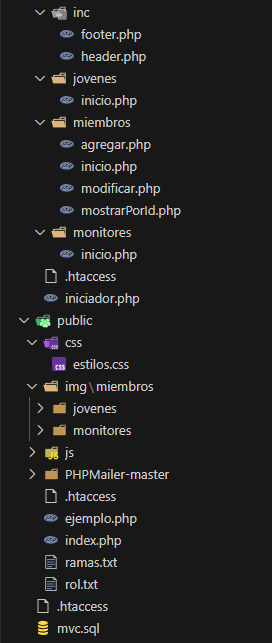 inc
footer.php
header.php
jovenes
inicio.php
miembros
agregar.php
inicio.php
modificar.php
mostrarPorId.php
monitores
inicio.php
.htaccess
iniciador.php
public
css
estilos.css
img\miembros
jovenes
monitores
js
PHPMailer-master
.htaccess
ejemplo.php
index.php
ramas.txt
rol.txt
.htaccess
mvc.sql